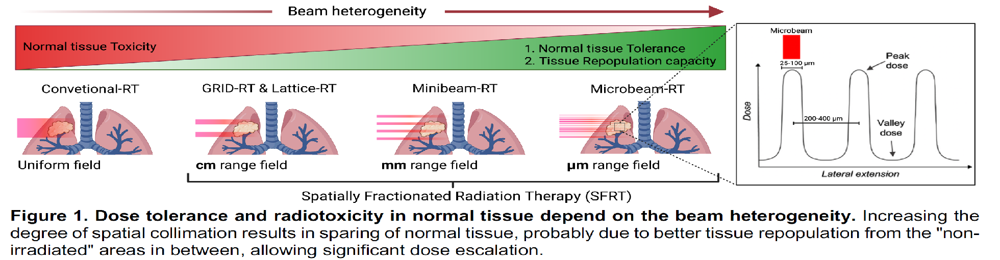 Beam heterogeneity
Normal tissue Toxicity
1. Normal tissue Tolerance
2. Tissue Repopulation capacity
Convetional-RT
GRID-RT & Lattice-RT
Minibeam-RT
Microbeam-RT
Uniform field
cm range field
mm range field
µm range field
Spatially Fractionated Radiation Therapy (SFRT)
Microbeam
25-100 µm
Peak
dose
200-400 µm
Valley
dose
Dose
Lateral extension
Figure 1. Dose tolerance and radiotoxicity in normal tissue depend on the beam heterogeneity. Increasing the
degree of spatial collimation results in sparing of normal tissue, probably due to better tissue repopulation from the "non-
irradiated" areas in between, allowing significant dose escalation.